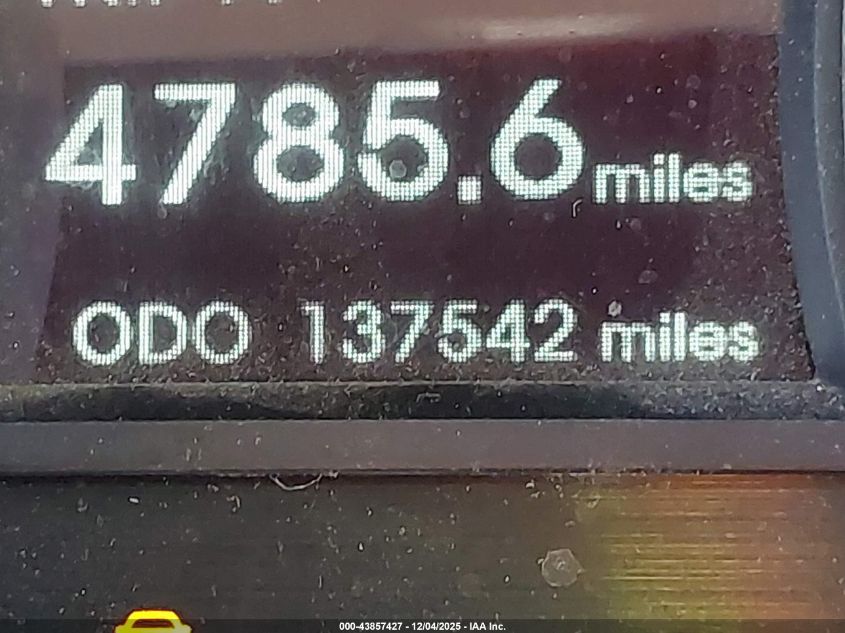 4785.6 miles
ODO 137542 miles
000-43857427 - 12/04/2025 - IAA Inc.